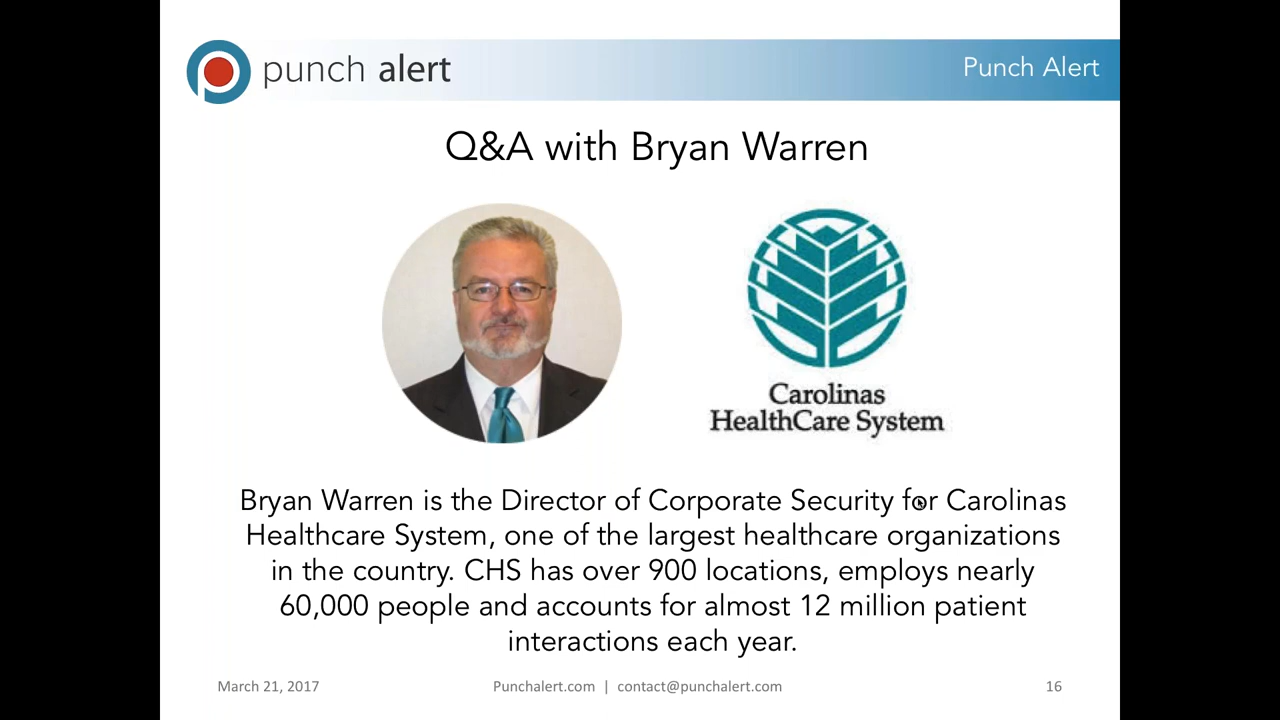 punch alert
Punch Alert
Q&A with Bryan Warren
Carolinas
HealthCare System
Bryan Warren is the Director of Corporate Security for Carolinas
Healthcare System, one of the largest healthcare organizations
in the country. CHS has over 900 locations, employs nearly
60,000 people and accounts for almost 12 million patient
interactions each year.
March 21, 2017
Punchalert.com | contact@punchalert.com
16